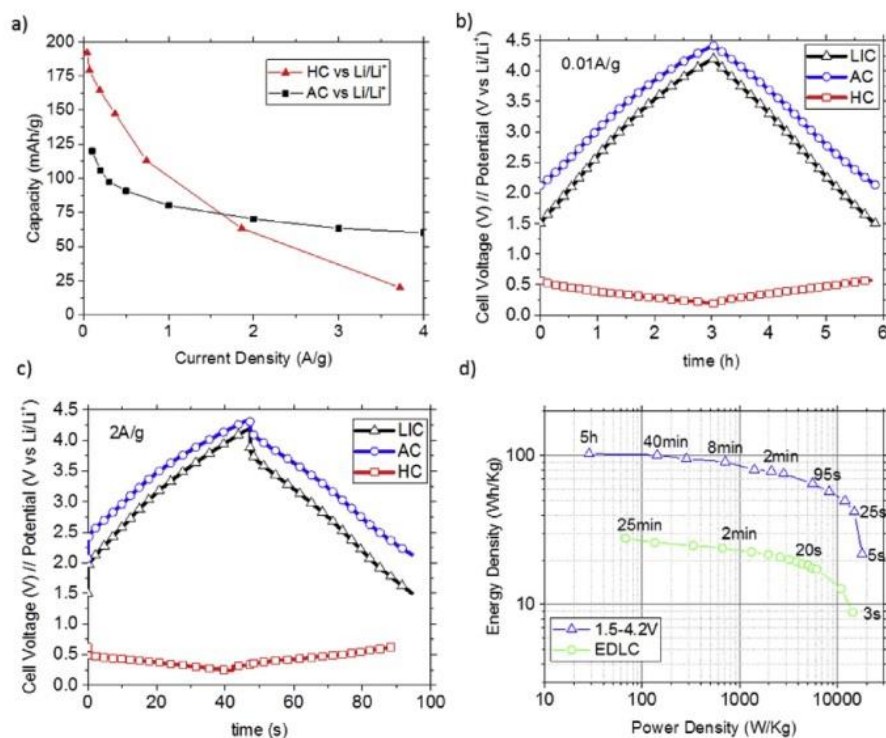 a)
200
175
150
125
100
75
50
25
0
Capacity (mAh/g)
HC vs Li/Li⁺
AC vs Li/Li⁺
0 1 2 3 4
Current Density (A/g)
b)
4.5
4.0
3.5
3.0
2.5
2.0
1.5
1.0
0.5
0.0
Cell Voltage (V) // Potential (V vs Li/Li⁺)
0.01A/g
LIC
AC
HC
0 1 2 3 4 5 6
time (h)
c)
4.5
4.0
3.5
3.0
2.5
2.0
1.5
1.0
0.5
0.0
Cell Voltage (V) // Potential (V vs Li/Li⁺)
2A/g
LIC
AC
HC
0 20 40 60 80 100
time (s)
d)
100
10
Energy Density (Wh/Kg)
5h 40min 8min 2min 95s 25s 5s
25min 2min 20s 3s
1.5-4.2V
EDLC
10 100 1000 10000
Power Density (W/Kg)